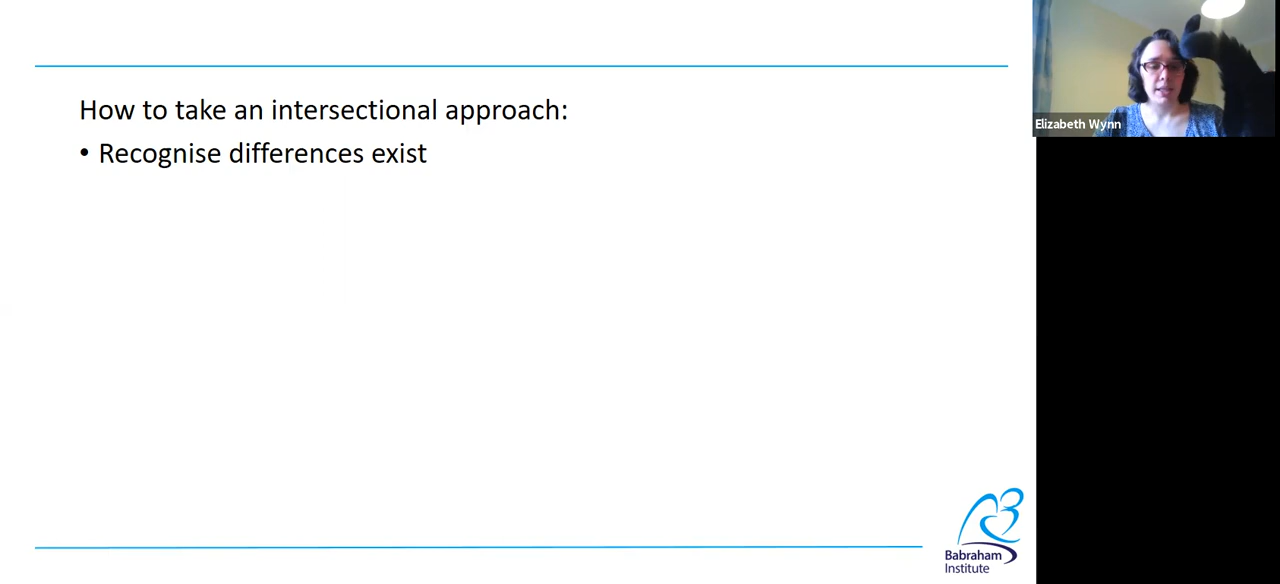 How to take an intersectional approach:
• Recognise differences exist
Elizabeth Wynn
Babraham
Institute